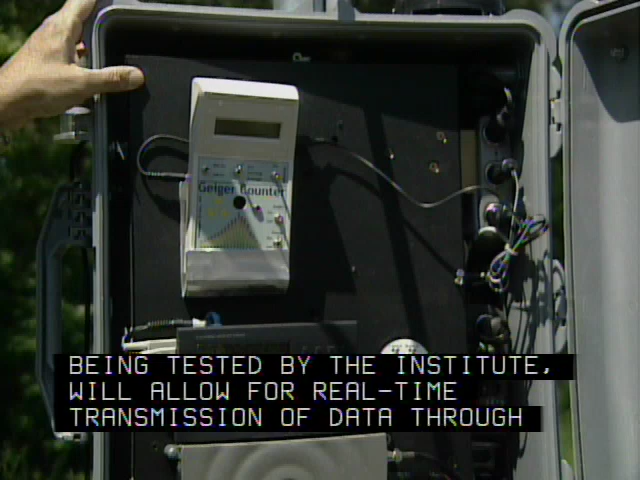 Geiger Counter
BEING TESTED BY THE INSTITUTE,
WILL ALLOW FOR REAL-TIME
TRANSMISSION OF DATA THROUGH